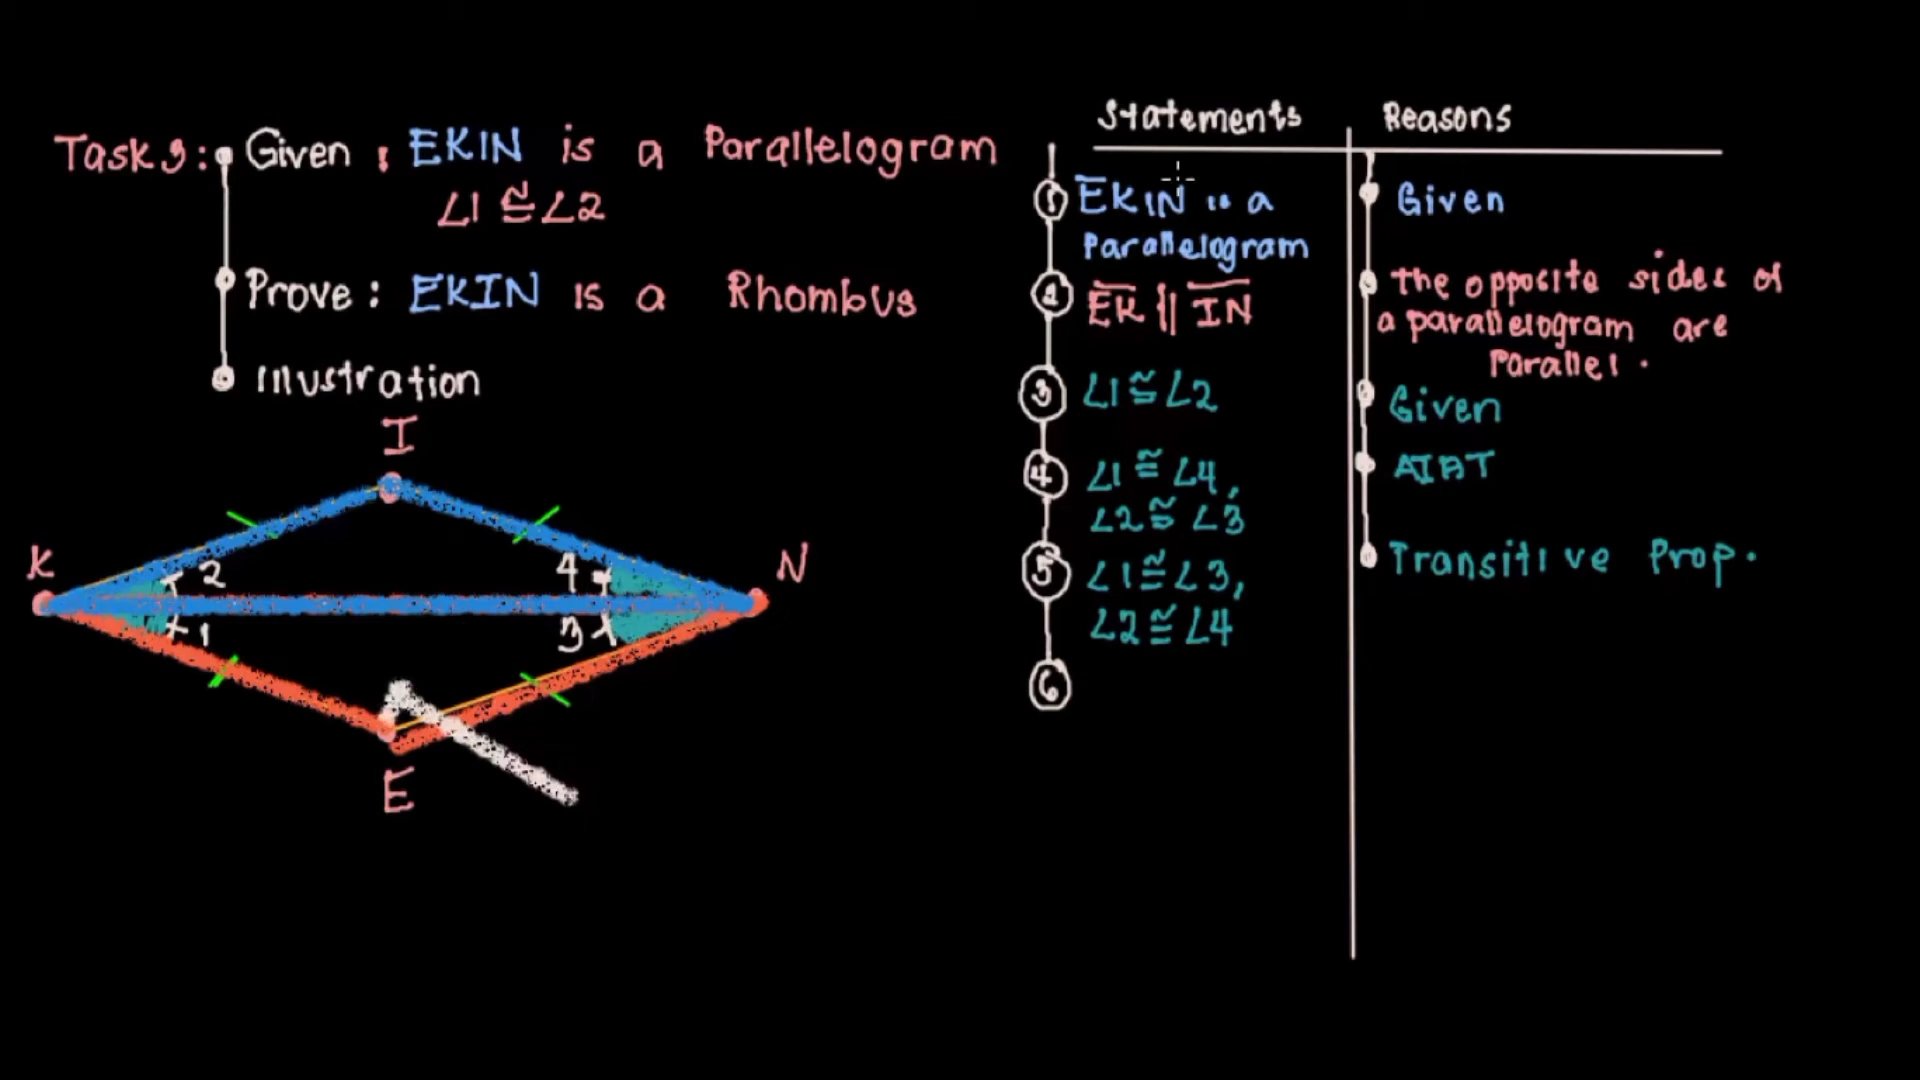 Task 3: Given : EKIN is a Parallelogram
∠1 ≅ ∠2
Prove : EKIN is a Rhombus
Illustration
I
K
2
4
N
1
3
E
Statements
Reasons
1 EKIN is a
Parallelogram
Given
2 EK || IN
The opposite sides of
a parallelogram are
Parallel.
3 ∠1 ≅ ∠2
Given
4 ∠1 ≅ ∠4,
∠2 ≅ ∠3
AIAT
5 ∠1 ≅ ∠3,
∠2 ≅ ∠4
Transitive Prop.
6